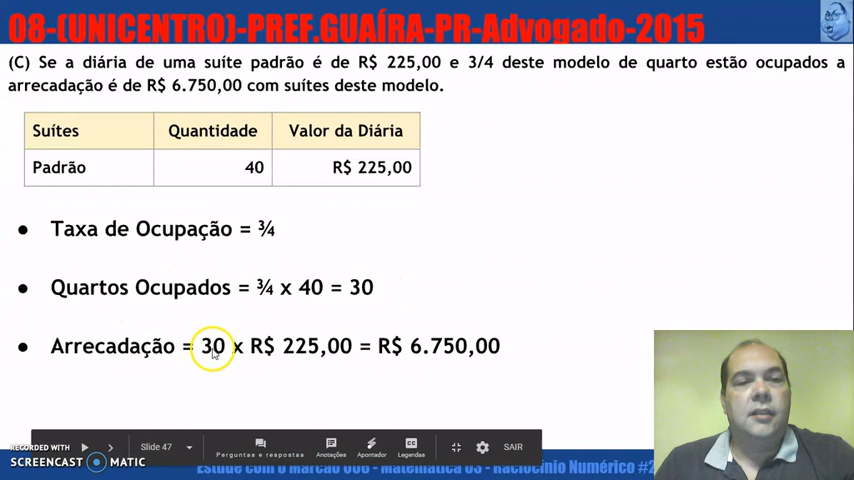 08-(UNICENTRO)-PREF.GUAÍRA-PR-Advogado-2015
(C) Se a diária de uma suíte padrão é de R$ 225,00 e 3/4 deste modelo de quarto estão ocupados a
arrecadação é de R$ 6.750,00 com suítes deste modelo.
Suítes Quantidade Valor da Diária
Padrão 40 R$ 225,00
● Taxa de Ocupação = ¾
● Quartos Ocupados = ¾ x 40 = 30
● Arrecadação = 30 x R$ 225,00 = R$ 6.750,00
Slide 47 Perguntas e respostas Anotações Apontador Legendas SAIR
RECORDED WITH
SCREENCAST MATIC
Estude com o Marcão 006 - Matemática 03 - Raciocínio Numérico #2